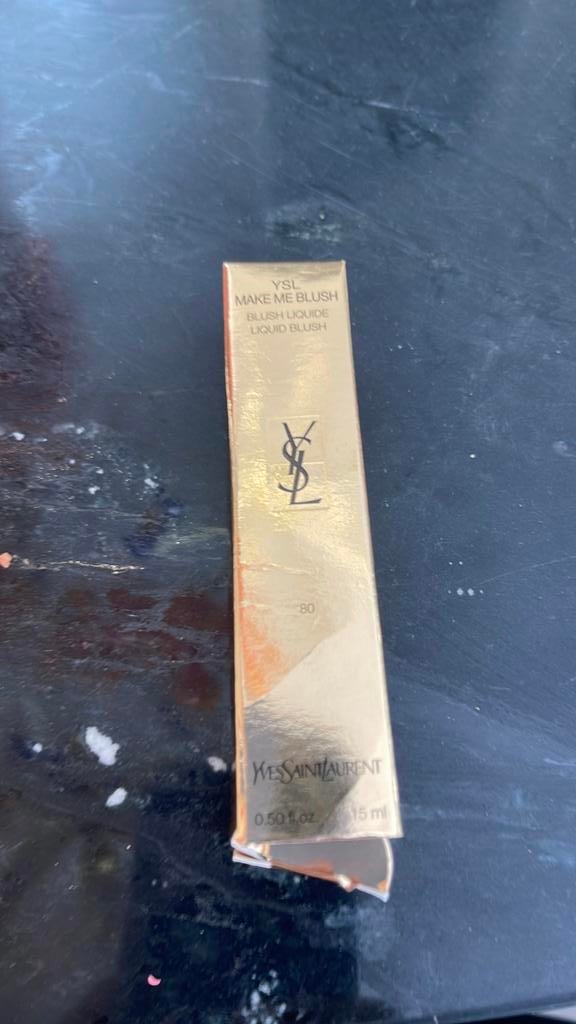 YSL
MAKE ME BLUSH
BLUSH LIQUIDE
LIQUID BLUSH
YSL
80
YVESSAINTLAURENT
0.50 fl.oz 15 ml